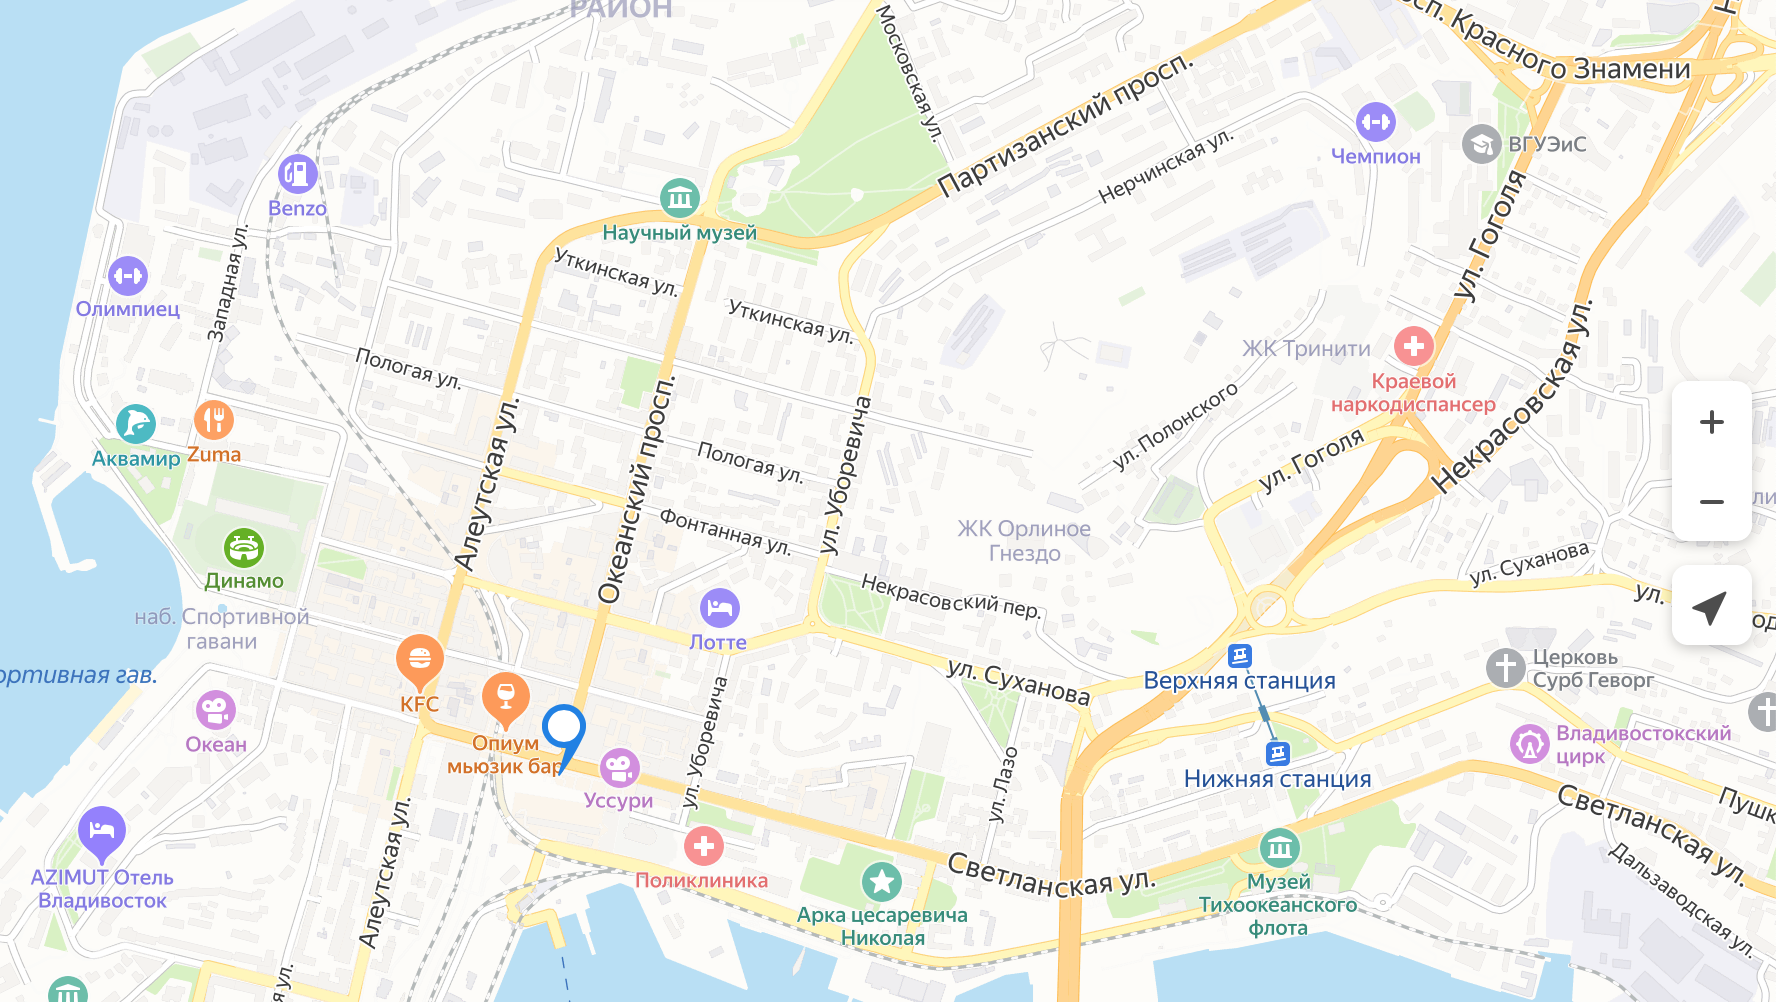 РАЙОН
Московская ул.
осп. Красного Знамени
Партизанский просп.
Нерчинская ул.
Чемпион
ВГУЭиС
Benzo
Научный музей
ул. Гоголя
Западная ул.
Олимпиец
Уткинская ул.
Уткинская ул.
Некрасовская ул.
ЖК Тринити
Краевой
наркодиспансер
Пологая ул.
Алеутская ул.
Океанский просп.
ул. Уборевича
ул. Полонского
ул. Гоголя
Аквамир
Zuma
Пологая ул.
Фонтанная ул.
ЖК Орлиное
Гнездо
Динамо
наб. Спортивной
гавани
Некрасовский пер.
ул. Суханова
ул.
Лотте
ортивная гав.
KFC
ул. Суханова
Верхняя станция
Церковь
Сурб Геворг
Океан
Опиум
мьюзик бар
Уссури
ул. Уборевича
ул. Лазо
Нижняя станция
Владивостокский
цирк
Светланская ул.
Пушк
AZIMUT Отель
Владивосток
Алеутская ул.
Поликлиника
Арка цесаревича
Николая
Светланская ул.
Музей
Тихоокеанского
флота
Дальзаводская ул.
я ул.